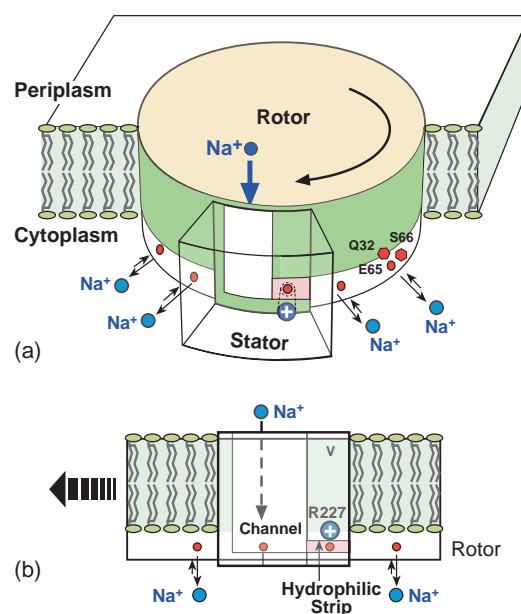 Periplasm
Rotor
Na+
Cytoplasm
Q32
S66
E65
Na+
Na+
+
Na+
Na+
Stator
(a)
Na+
V
R227
+
Channel
Rotor
(b)
Na+
Hydrophilic
Strip
Na+